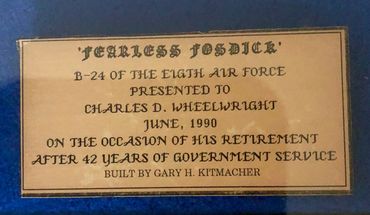 'FEARLESS FOSDICK'
B-24 OF THE EIGTH AIR FORCE
PRESENTED TO
CHARLES D. WHEELWRIGHT
JUNE, 1990
ON THE OCCASION OF HIS RETIREMENT
AFTER 42 YEARS OF GOVERNMENT SERVICE
BUILT BY GARY H. KITMACHER